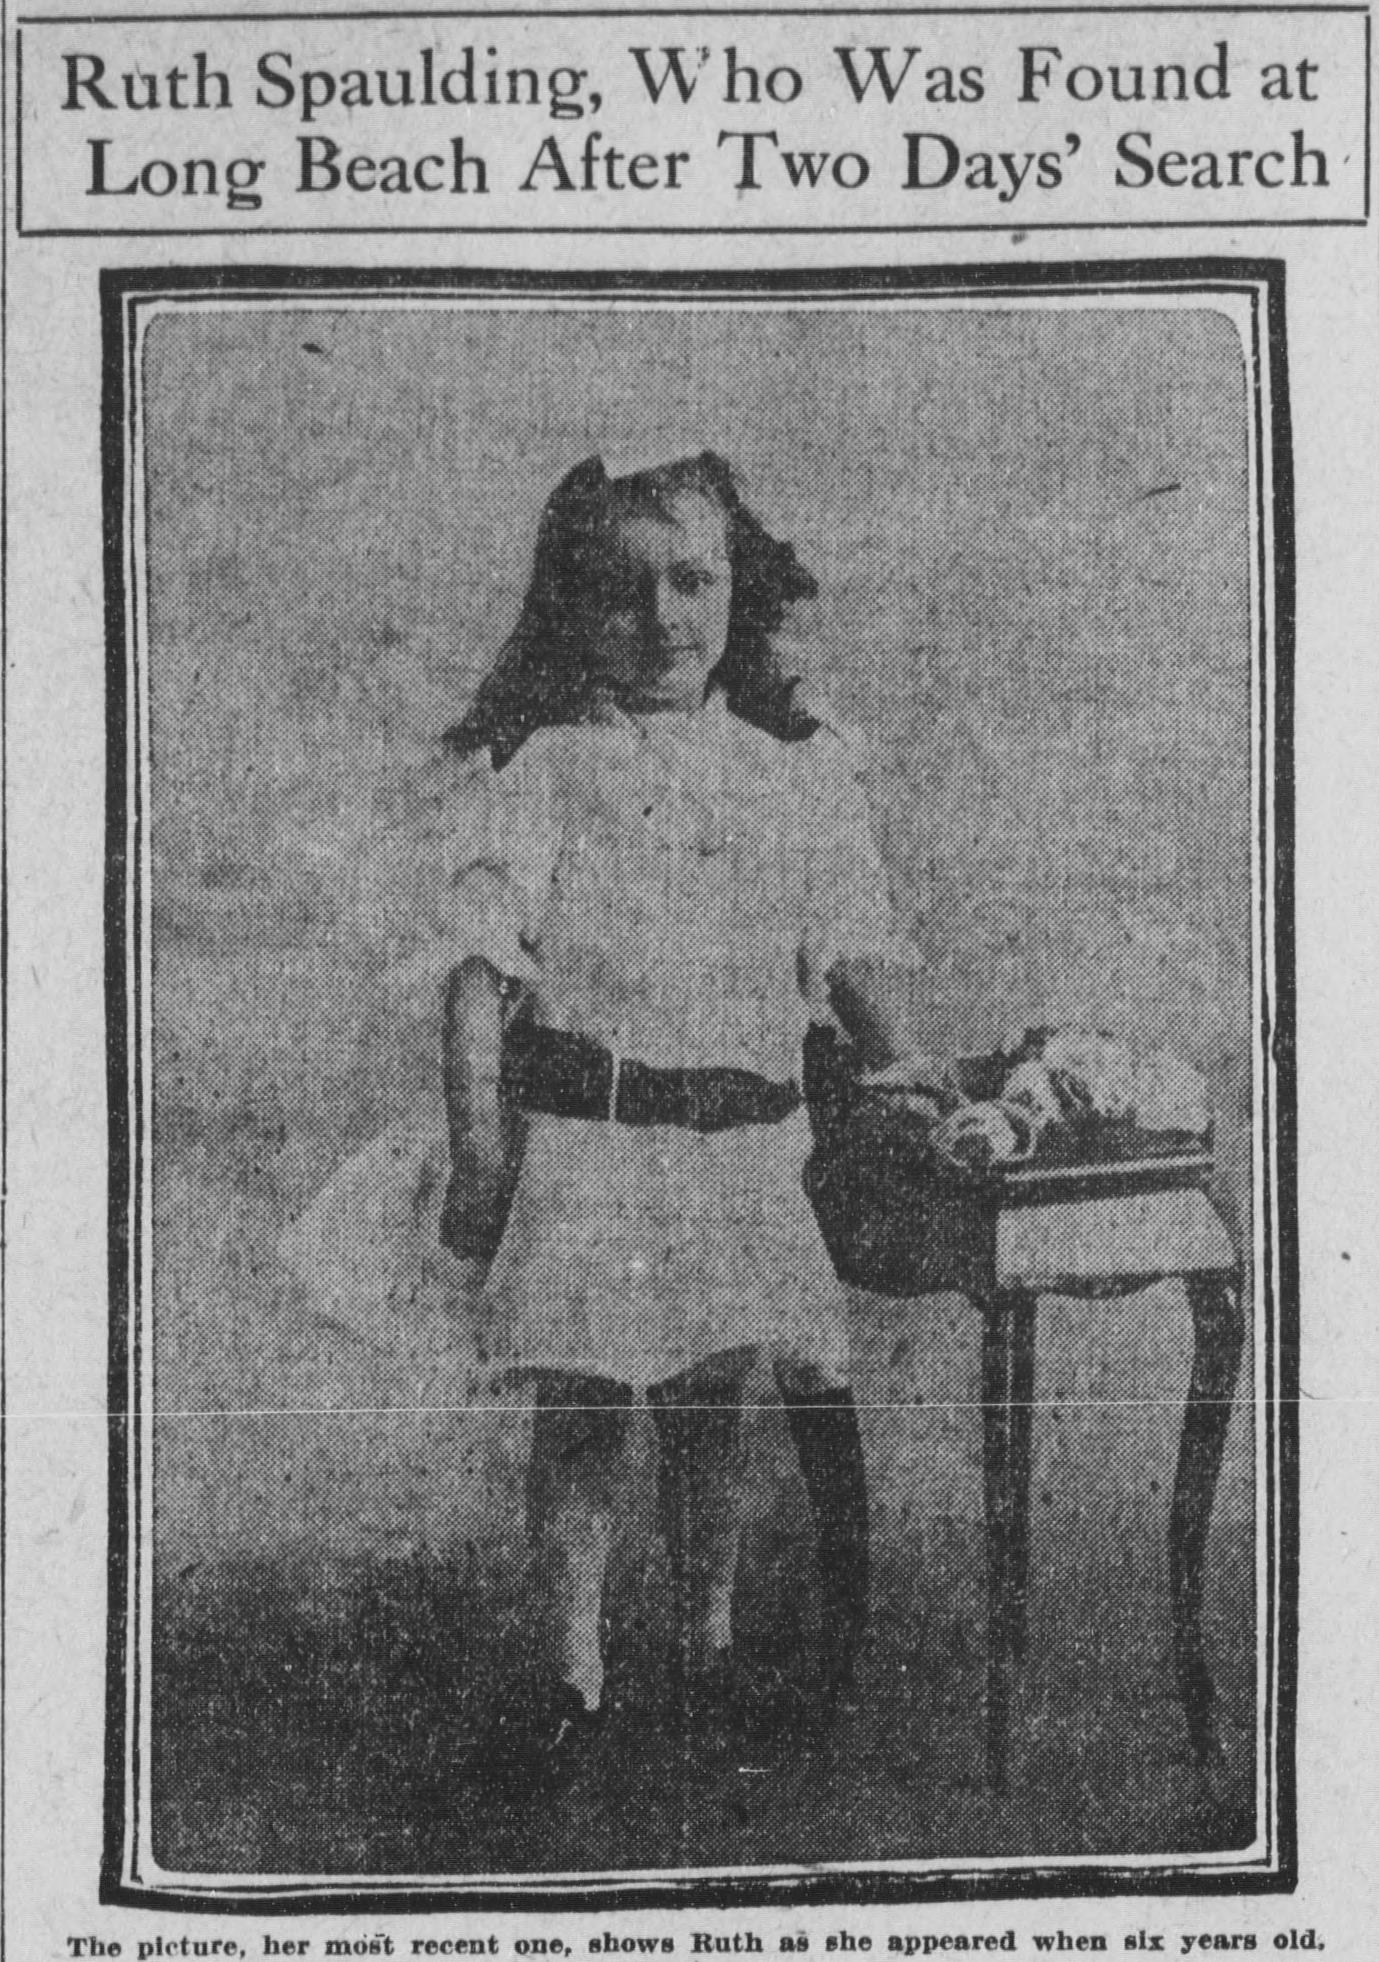 Ruth Spaulding, Who Was Found at
Long Beach After Two Days' Search
The picture, her most recent one, shows Ruth as she appeared when six years old.